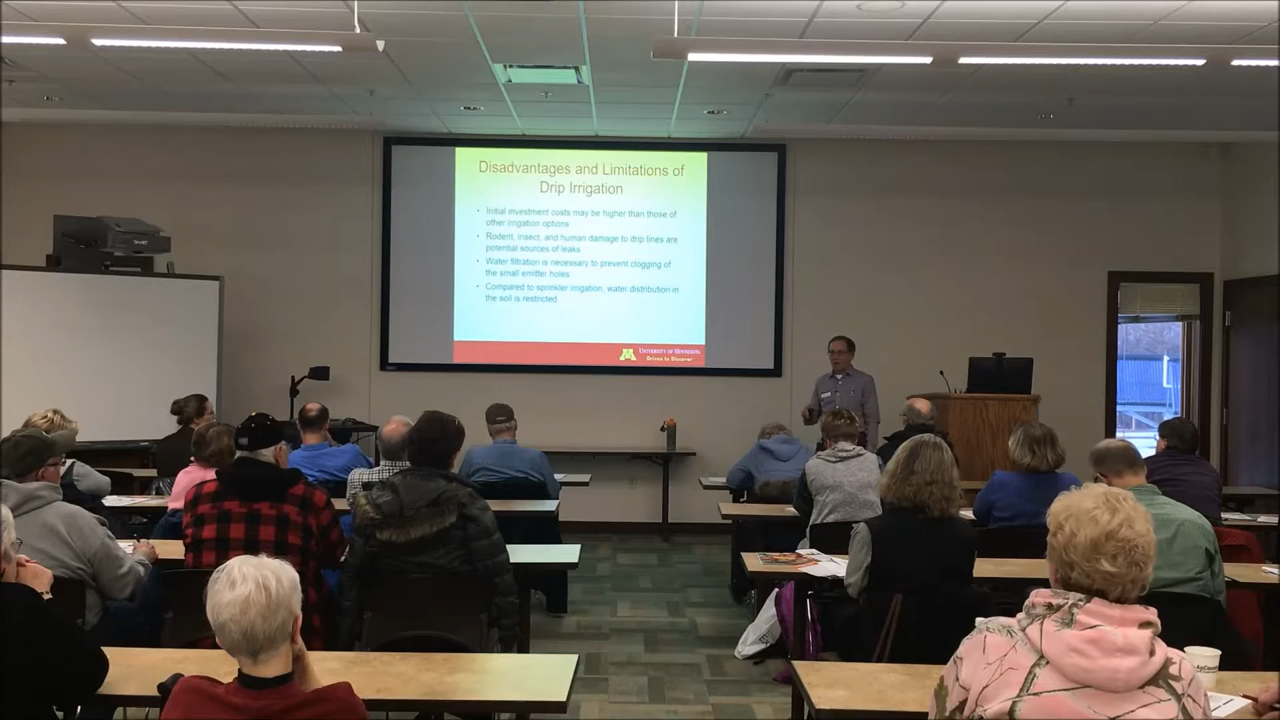 Disadvantages and Limitations of
Drip Irrigation
• Initial investment costs may be higher than those of
other irrigation options
• Rodent, insect, and human damage to drip lines are
potential sources of leaks
• Water filtration is necessary to prevent clogging of
the small emitter holes
• Compared to sprinkler irrigation, water distribution in
the soil is restricted
UNIVERSITY OF MINNESOTA
Driven to Discover